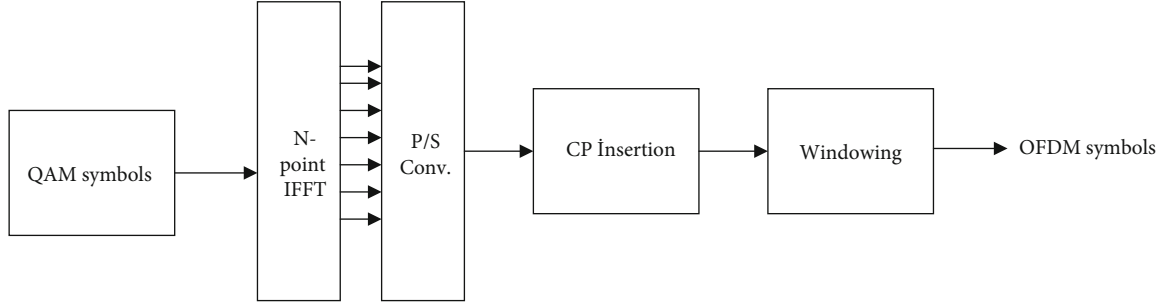 QAM symbols
N-
point
IFFT
P/S
Conv.
CP İnsertion
Windowing
OFDM symbols